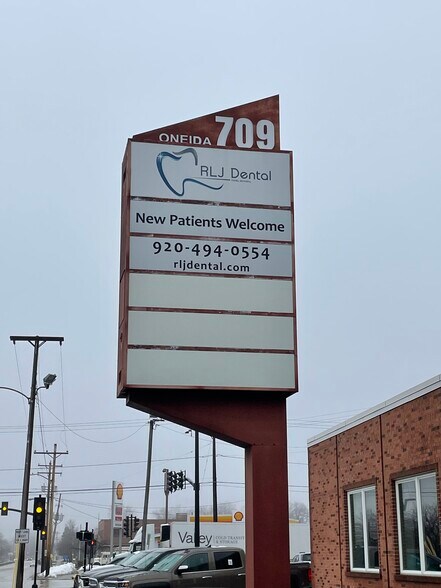 ONEIDA 709
RLJ Dental
New Patients Welcome
920-494-0554
rljdental.com
Valley